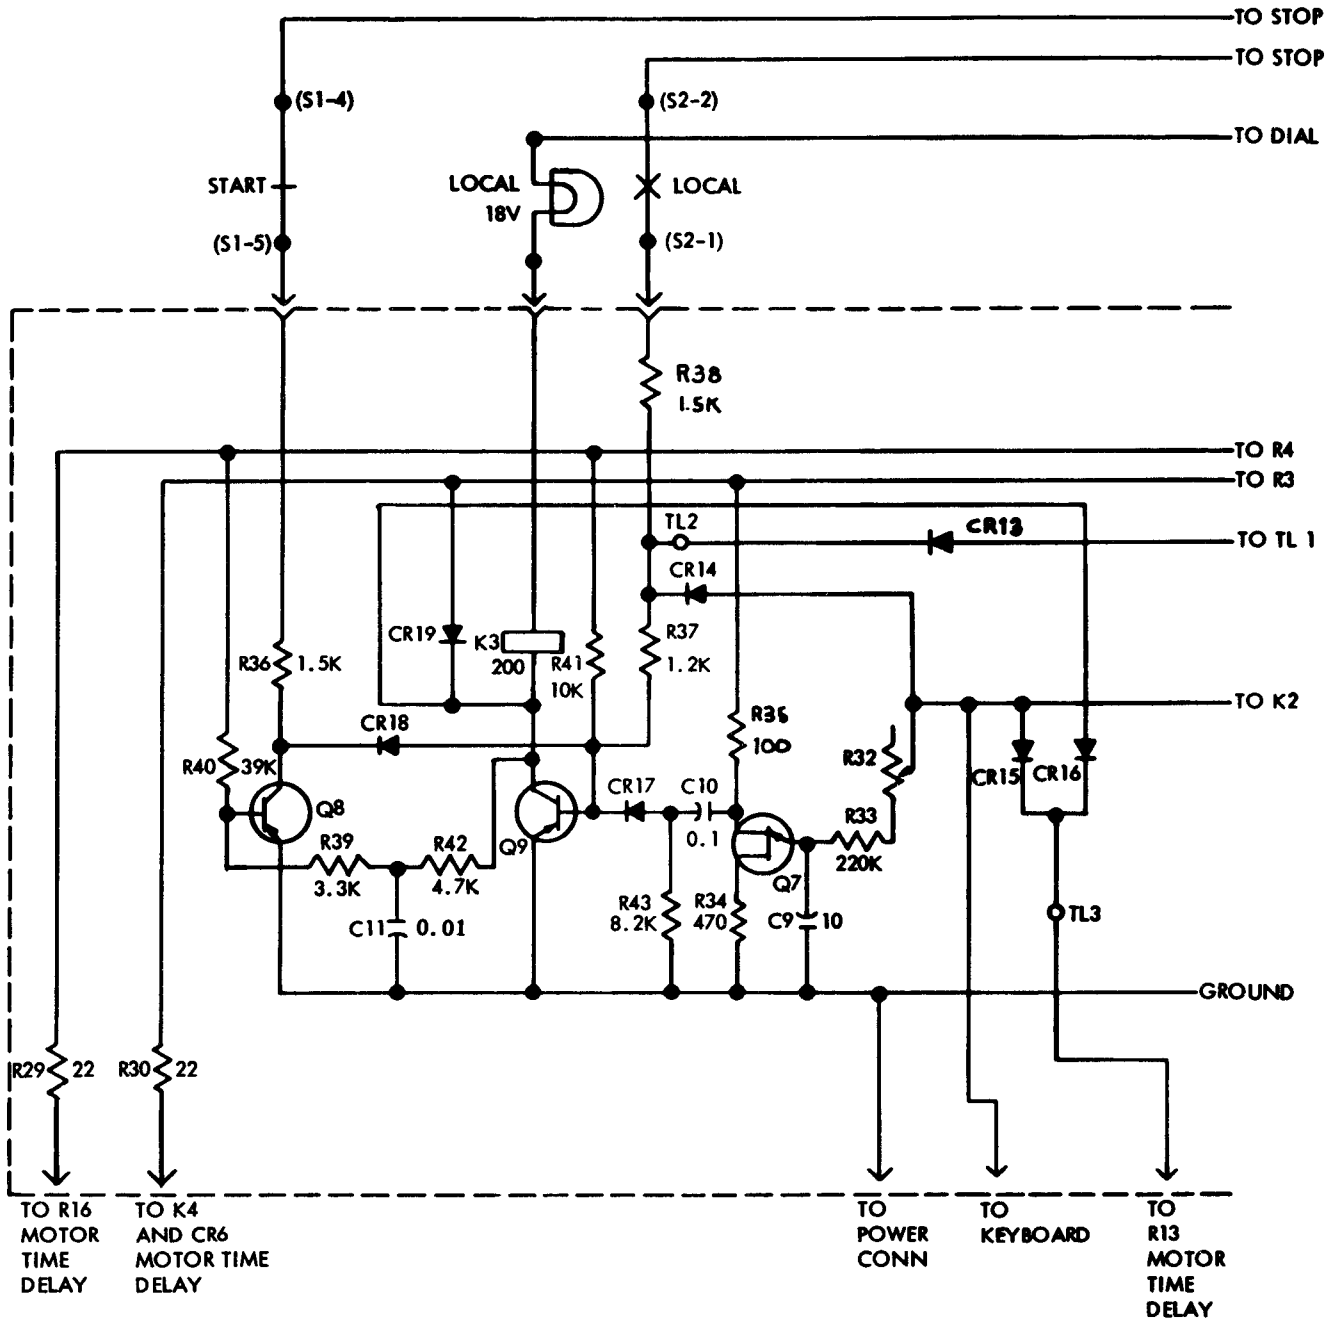 TO STOP
TO STOP
(S1-4)
(S2-2)
TO DIAL
START
LOCAL
18V
LOCAL
(S1-5)
(S2-1)
R38
1.5K
TO R4
TO R3
TL2
CR13
TO TL 1
CR14
CR19
K3
200
R41
10K
R37
1.2K
R36
1.5K
TO K2
CR18
R35
100
R40
39K
R32
CR15
CR16
CR17
C10
0.1
Q8
Q9
R33
220K
R39
3.3K
R42
4.7K
Q7
C11
0.01
R43
8.2K
R34
470
C9
10
TL3
GROUND
R29
22
R30
22
TO R16
MOTOR
TIME
DELAY
TO K4
AND CR6
MOTOR TIME
DELAY
TO
POWER
CONN
TO
KEYBOARD
TO
R13
MOTOR
TIME
DELAY